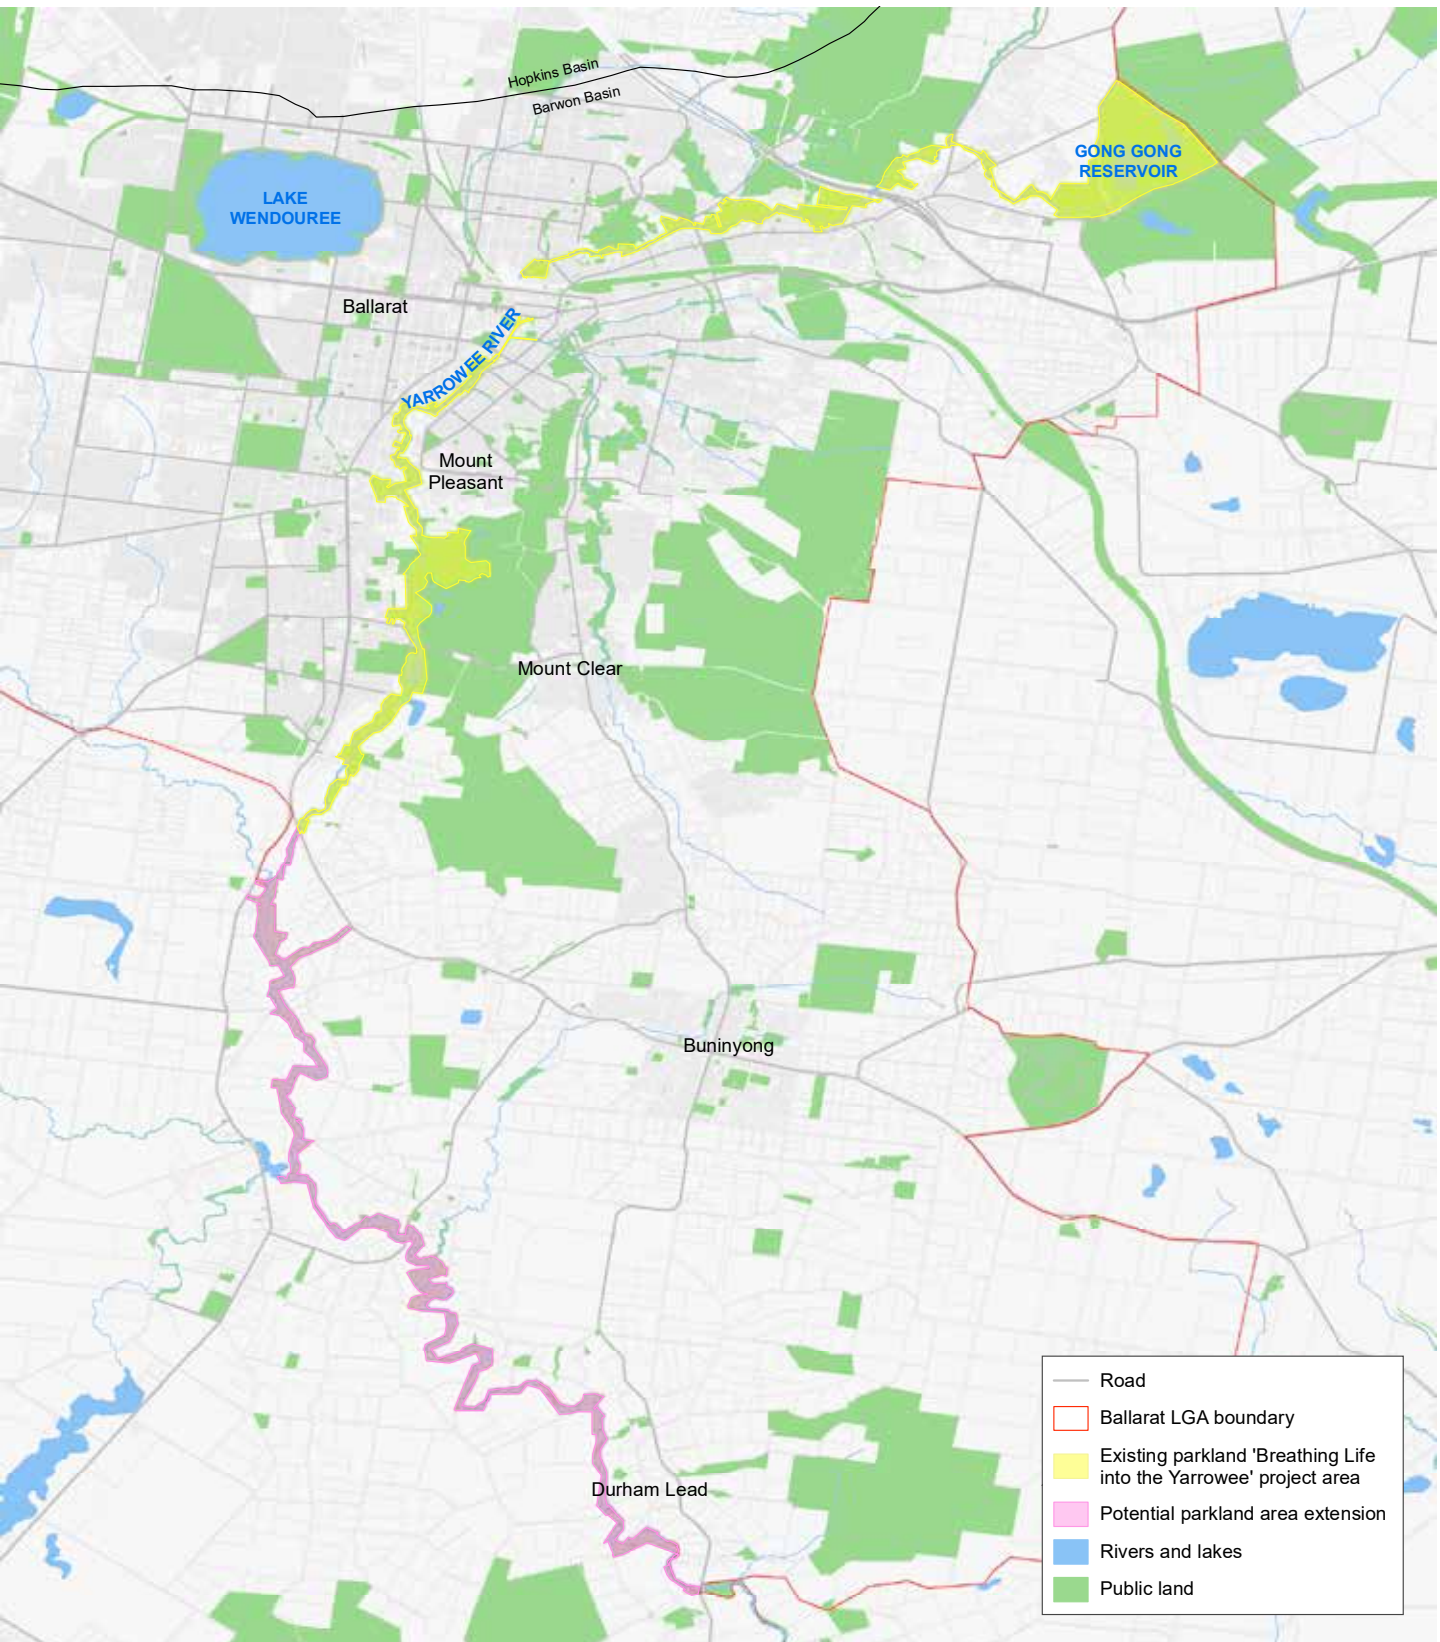 Hopkins Basin
Barwon Basin
GONG GONG
RESERVOIR
LAKE
WENDOUREE
Ballarat
YARROWEE RIVER
Mount
Pleasant
Mount Clear
Buninyong
Durham Lead
Road
Ballarat LGA boundary
Existing parkland 'Breathing Life
into the Yarrowee' project area
Potential parkland area extension
Rivers and lakes
Public land